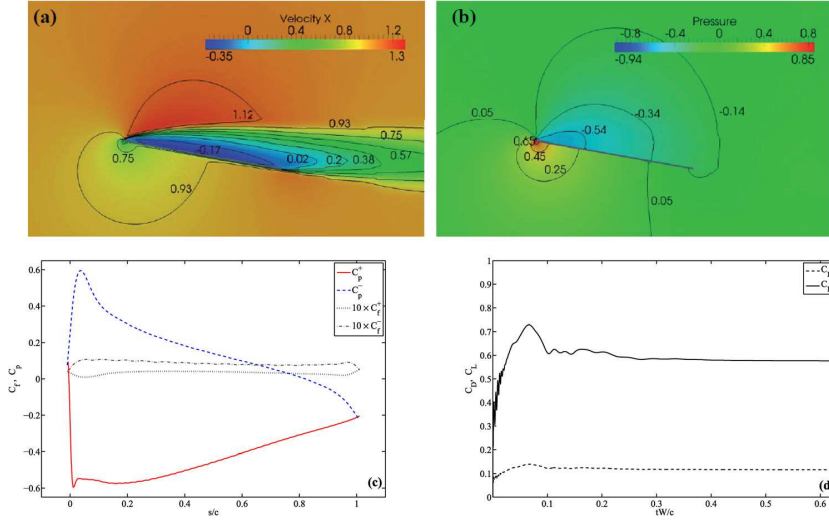 (a)
Velocity X
-0.35 0 0.4 0.8 1.2 1.3
1.12
0.93
0.75
0.57
0.38
0.2
0.02
-0.17
0.75
0.93
(b)
Pressure
-0.8 -0.4 0 0.4 0.8
-0.94 0.85
0.05
-0.14
-0.34
-0.54
0.65
0.45
0.25
0.05
C_f, C_p
0.6
0.4
0.2
0
-0.2
-0.4
-0.6
C_p^+
C_p^-
10 × C_f^+
10 × C_f^-
0 0.2 0.4 0.6 0.8 1
s/c
(c)
C_D, C_L
1
0.9
0.8
0.7
0.6
0.5
0.4
0.3
0.2
0.1
0
0.1 0.2 0.3 0.4 0.5 0.6
tW/c
(d